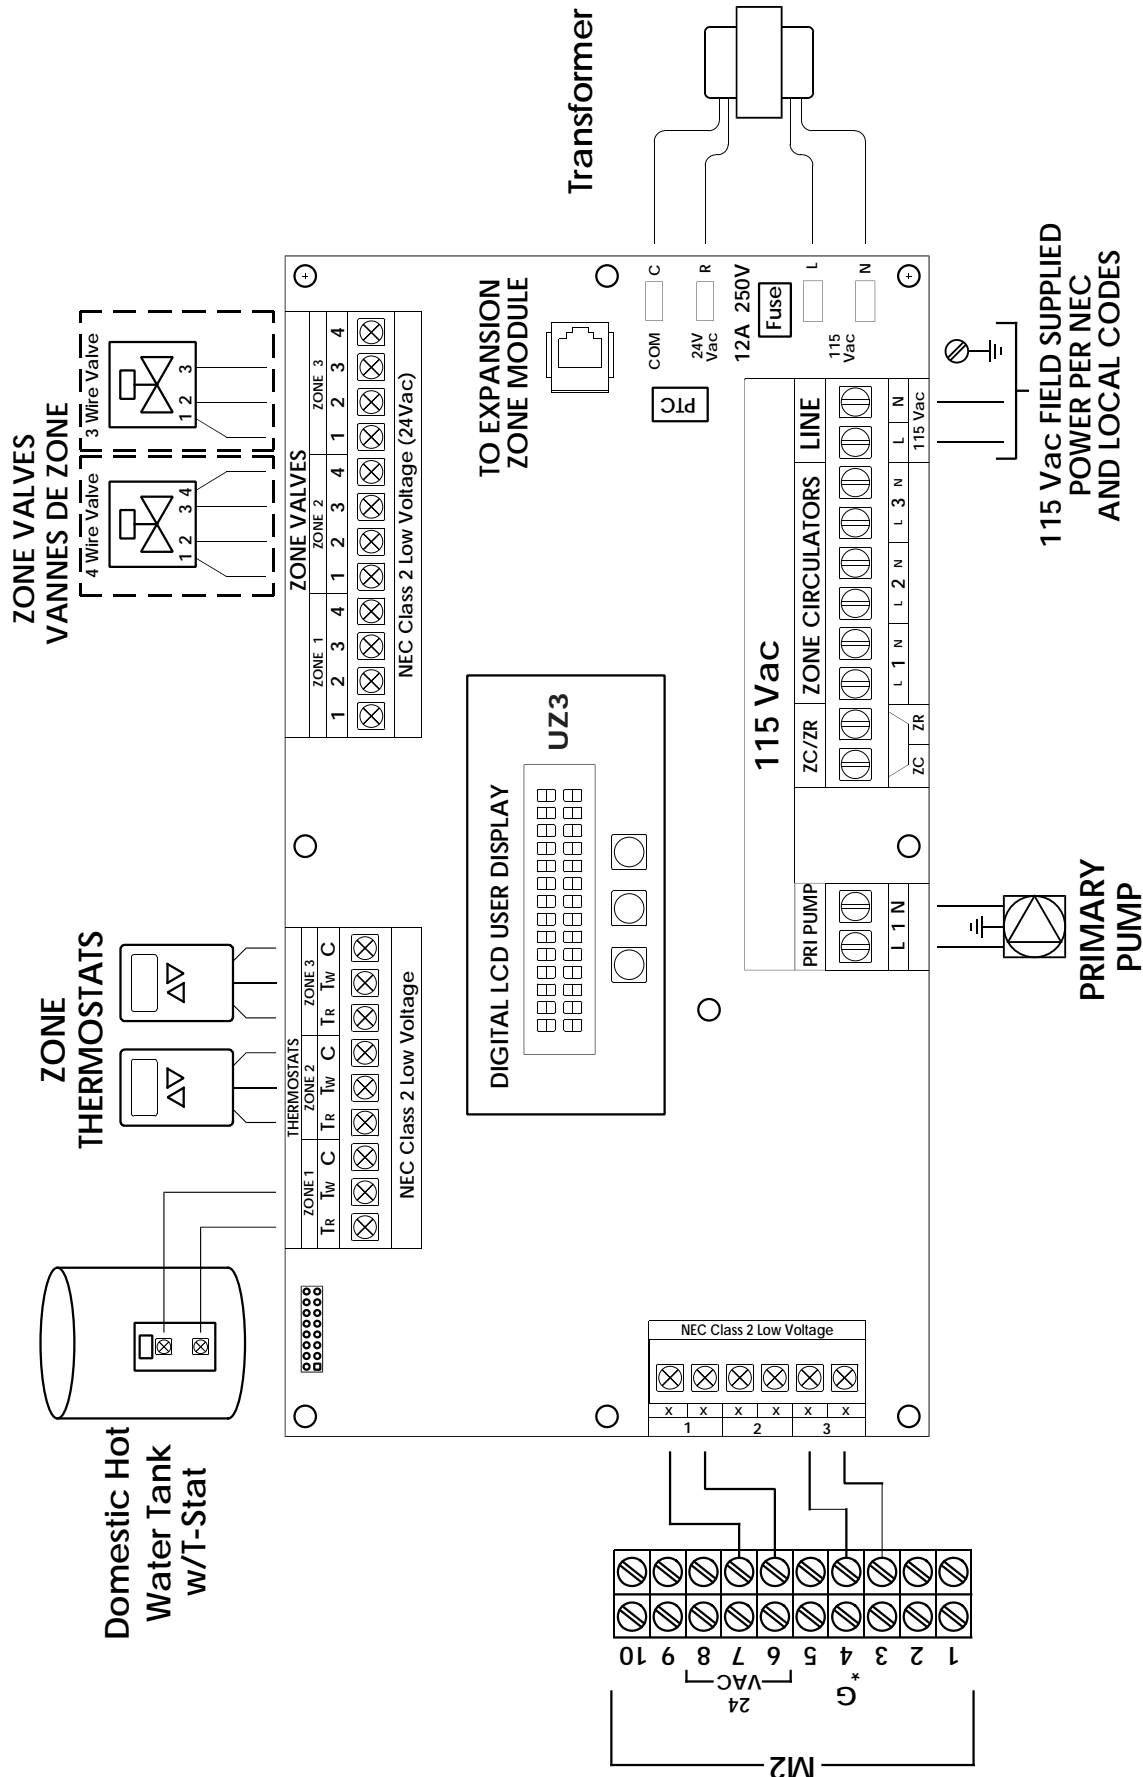 ZONE VALVES
VANNES DE ZONE
4 Wire Valve
1 2 3 4
3 Wire Valve
1 2 3
ZONE
THERMOSTATS
Domestic Hot
Water Tank
w/T-Stat
THERMOSTATS
ZONE 1 ZONE 2 ZONE 3
TR TW C TR TW C TR TW C
NEC Class 2 Low Voltage
ZONE VALVES
ZONE 1 ZONE 2 ZONE 3
1 2 3 4 1 2 3 4 1 2 3 4
NEC Class 2 Low Voltage (24Vac)
DIGITAL LCD USER DISPLAY
UZ3
TO EXPANSION
ZONE MODULE
Transformer
COM C
24V
Vac R
12A 250V
Fuse
115
Vac L
N
PTC
NEC Class 2 Low Voltage
x x x x x x
1 2 3
115 Vac
PRI PUMP
L 1 N
ZC/ZR
ZC ZR
ZONE CIRCULATORS
L 1 N L 2 N L 3 N
LINE
L N
115 Vac
PRIMARY
PUMP
115 Vac FIELD SUPPLIED
POWER PER NEC
AND LOCAL CODES
10 9 8 7 6 5 4 3 2 1
24
VAC
G*
M2